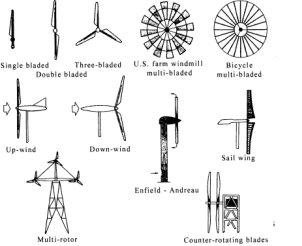 Single bladed
Double bladed
Three-bladed
U.S. farm windmill
multi-bladed
Bicycle
multi-bladed
Up-wind
Down-wind
Enfield - Andreau
Sail wing
Multi-rotor
Counter-rotating blades